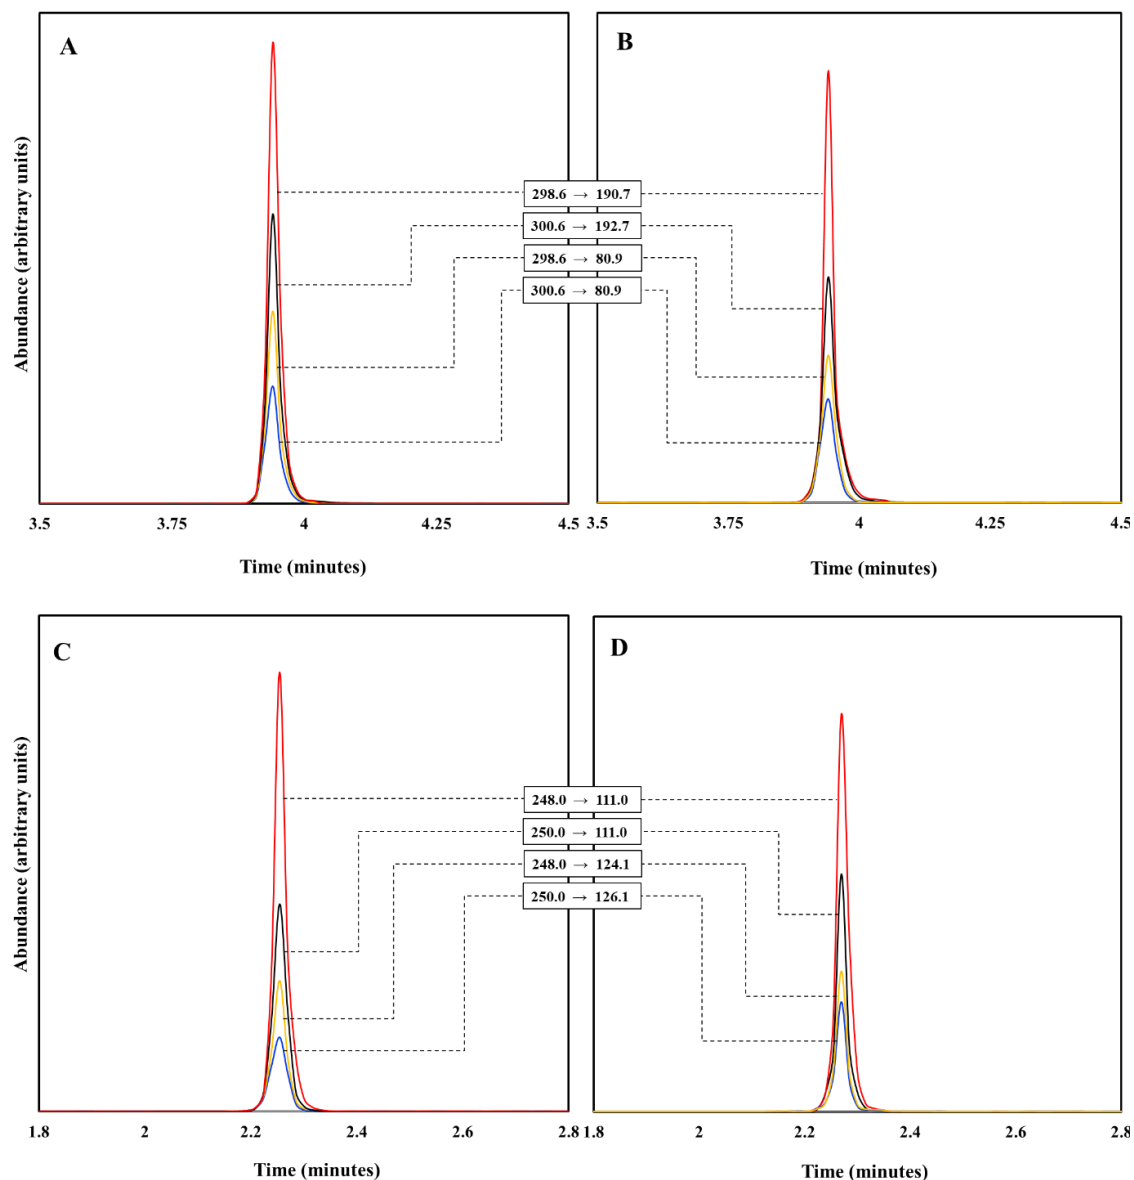 A
B
Abundance (arbitrary units)
298.6 → 190.7
300.6 → 192.7
298.6 → 80.9
300.6 → 80.9
3.5 3.75 4 4.25 4.5
3.5 3.75 4 4.25 4.5
Time (minutes)
Time (minutes)
C
D
Abundance (arbitrary units)
248.0 → 111.0
250.0 → 111.0
248.0 → 124.1
250.0 → 126.1
1.8 2 2.2 2.4 2.6 2.8
1.8 2 2.2 2.4 2.6 2.8
Time (minutes)
Time (minutes)